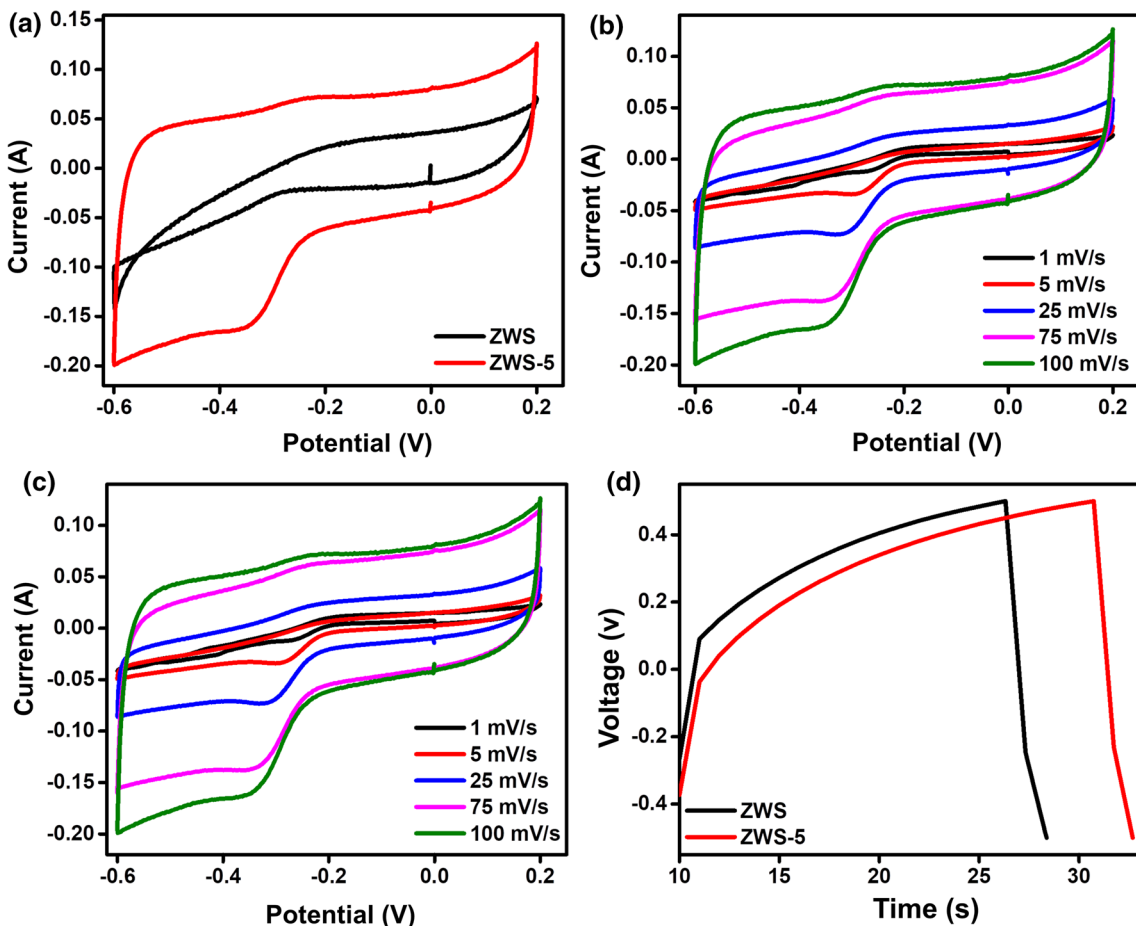 (a)
0.15
0.10
0.05
0.00
-0.05
-0.10
-0.15
-0.20
Current (A)
-0.6
-0.4
-0.2
0.0
0.2
Potential (V)
ZWS
ZWS-5
(b)
0.10
0.05
0.00
-0.05
-0.10
-0.15
-0.20
Current (A)
-0.6
-0.4
-0.2
0.0
0.2
Potential (V)
1 mV/s
5 mV/s
25 mV/s
75 mV/s
100 mV/s
(c)
0.10
0.05
0.00
-0.05
-0.10
-0.15
-0.20
Current (A)
-0.6
-0.4
-0.2
0.0
0.2
Potential (V)
1 mV/s
5 mV/s
25 mV/s
75 mV/s
100 mV/s
(d)
0.4
0.2
0.0
-0.2
-0.4
Voltage (v)
10
15
20
25
30
Time (s)
ZWS
ZWS-5